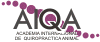 AIQA
ACADEMIA INTERNACIONAL
DE QUIROPRACTICA ANIMAL